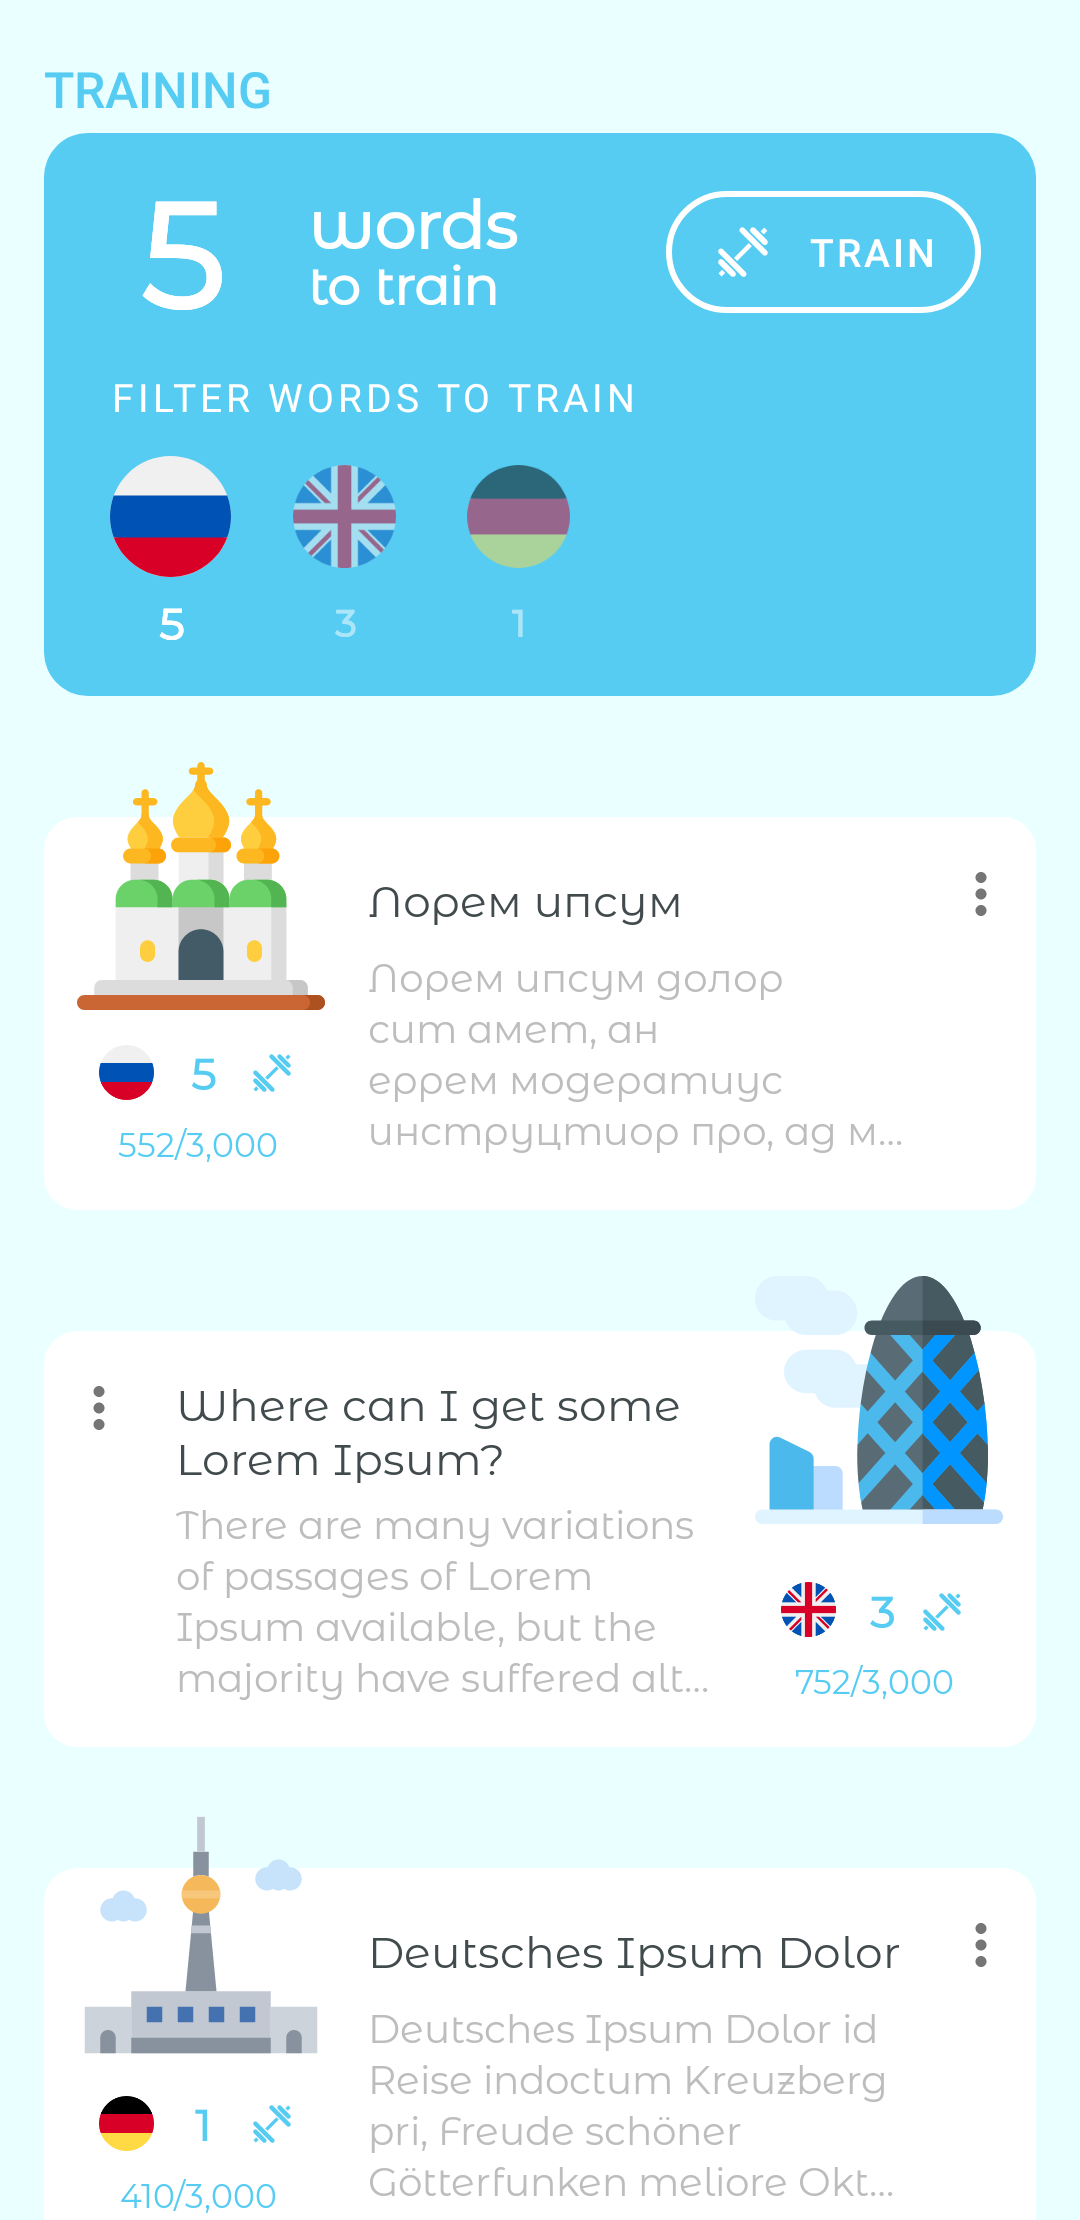 TRAINING
5
words
to train
TRAIN
FILTER WORDS TO TRAIN
5
3
1
Лорем ипсум
Лорем ипсум долор
сит амет, ан
еррем модератиус
инструцтиор про, ад м...
5
552/3,000
Where can I get some
Lorem Ipsum?
There are many variations
of passages of Lorem
Ipsum available, but the
majority have suffered alt...
3
752/3,000
Deutsches Ipsum Dolor
Deutsches Ipsum Dolor id
Reise indoctum Kreuzberg
pri, Freude schöner
Götterfunken meliore Okt...
1
410/3,000